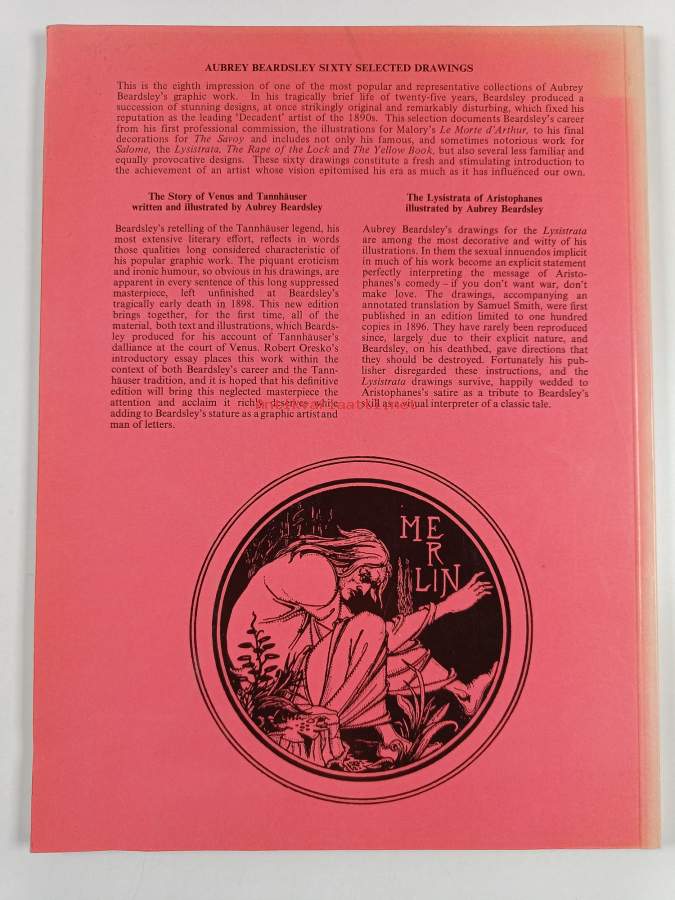 AUBREY BEARDSLEY SIXTY SELECTED DRAWINGS
This is the eighth impression of one of the most popular and representative collections of Aubrey
Beardsley's graphic work. In his tragically brief life of twenty-five years, Beardsley produced a
succession of stunning designs, at once strikingly original and remarkably disturbing, which fixed his
reputation as the leading 'Decadent' artist of the 1890s. This selection documents Beardsley's career
from his first professional commission, the illustrations for Malory's Le Morte d'Arthur, to his final
decorations for The Savoy and includes not only his famous, and sometimes notorious work for
Salome, the Lysistrata, The Rape of the Lock and The Yellow Book, but also several less familiar and
equally provocative designs. These sixty drawings constitute a fresh and stimulating introduction to
the achievement of an artist whose vision epitomised his era as much as it has influenced our own.
The Story of Venus and Tannhäuser
written and illustrated by Aubrey Beardsley
Beardsley's retelling of the Tannhäuser legend, his
most extensive literary effort, reflects in words
those qualities long considered characteristic of
his popular graphic work. The piquant eroticism
and ironic humour, so obvious in his drawings, are
apparent in every sentence of this long suppressed
masterpiece, left unfinished at Beardsley's
tragically early death in 1898. This new edition
brings together, for the first time, all of the
material, both text and illustrations, which Beards-
ley produced for his account of Tannhäuser's
dalliance at the court of Venus. Robert Oresko's
introductory essay places this work within the
context of both Beardsley's career and the Tann-
häuser tradition, and it is hoped that his definitive
edition will bring this neglected masterpiece the
attention and acclaim it richly deserves while
adding to Beardsley's stature as a graphic artist and
man of letters.
The Lysistrata of Aristophanes
illustrated by Aubrey Beardsley
Aubrey Beardsley's drawings for the Lysistrata
are among the most decorative and witty of his
illustrations. In them the sexual innuendos implicit
in much of his work become an explicit statement
perfectly interpreting the message of Aristo-
phanes's comedy – if you don't want war, don't
make love. The drawings, accompanying an
annotated translation by Samuel Smith, were first
published in an edition limited to one hundred
copies in 1896. They have rarely been reproduced
since, largely due to their explicit nature, and
Beardsley, on his deathbed, gave directions that
they should be destroyed. Fortunately his pub-
lisher disregarded these instructions, and the
Lysistrata drawings survive, happily wedded to
Aristophanes's satire as a tribute to Beardsley's
skill as a visual interpreter of a classic tale.
MERLIN